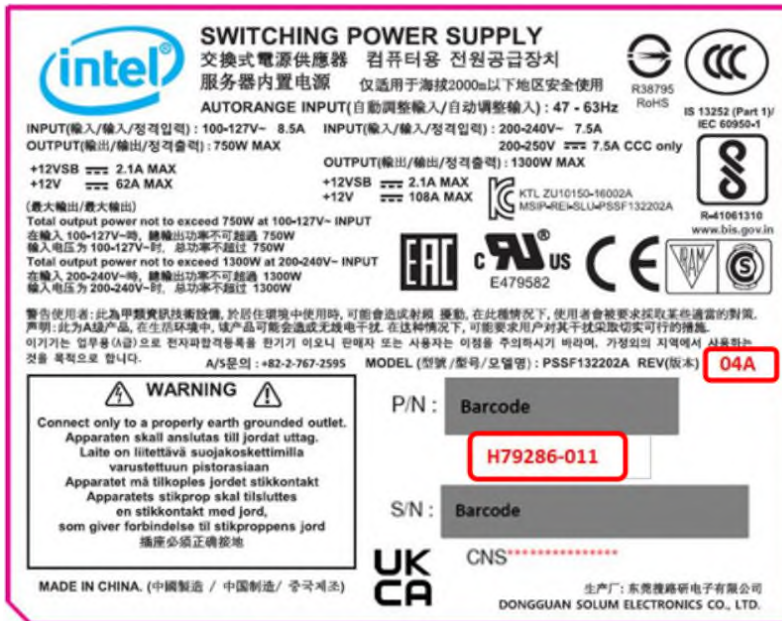 intel®
SWITCHING POWER SUPPLY
交換式電源供應器 컴퓨터용 전원공급장치
服务器内置电源 仅适用于海拔2000m以下地区安全使用
AUTORANGE INPUT(自動調整輸入/自动调整输入) : 47 - 63Hz
R38795
RoHS
CCC
IS 13252 (Part 1)/
IEC 60950-1
INPUT(輸入/输入/정격입력) : 100-127V~ 8.5A
OUTPUT(輸出/输出/정격출력) : 750W MAX
+12VSB 2.1A MAX
+12V 62A MAX
INPUT(輸入/输入/정격입력) : 200-240V~ 7.5A
200-250V 7.5A CCC only
OUTPUT(輸出/输出/정격출력) : 1300W MAX
+12VSB 2.1A MAX
+12V 108A MAX
KTL ZU10150-16002A
MSIP-REI-SLU-PSSF132202A
R-41061310
www.bis.gov.in
(最大輸出/最大输出)
Total output power not to exceed 750W at 100-127V~ INPUT
在輸入 100-127V~時, 總輸出功率不可超過 750W
输入电压为 100-127V~时, 总功率不超过 750W
Total output power not to exceed 1300W at 200-240V~ INPUT
在輸入 200-240V~時, 總輸出功率不可超過 1300W
输入电压为 200-240V~时, 总功率不超过 1300W
EAC
c RU® US
E479582
CE
IRAM
S
警告使用者: 此為甲類資訊技術設備, 於居住環境中使用時, 可能會造成射頻 擾動, 在此種情況下, 使用者會被要求採取某些適當的對策.
声明: 此为A级产品, 在生活环境中, 该产品可能会造成无线电干扰. 在这种情况下, 可能要求用户对其干扰采取切实可行的措施.
이기기는 업무용(A급)으로 전자파합격등록을 한기기 이오니 판매자 또는 사용자는 이점을 주의하시기 바라며, 가정외의 지역에서 사용하는
것을 목적으로 합니다.
A/S문의 : +82-2-767-2595
MODEL (型號/型号/모델명) : PSSF132202A REV(版本) 04A
WARNING
Connect only to a properly earth grounded outlet.
Apparaten skall anslutas till jordat uttag.
Laite on liitettävä suojakoskettimilla
varustettuun pistorasiaan
Apparatet må tilkoples jordet stikkontakt
Apparatets stikprop skal tilsluttes
en stikkontakt med jord,
som giver forbindelse til stikproppens jord
插座必须正确接地
P/N : Barcode
H79286-011
S/N : Barcode
CNS***************
UK
CA
MADE IN CHINA. (中國製造 / 中国制造/ 중국제조)
生产厂: 东莞搜路研电子有限公司
DONGGUAN SOLUM ELECTRONICS CO., LTD.